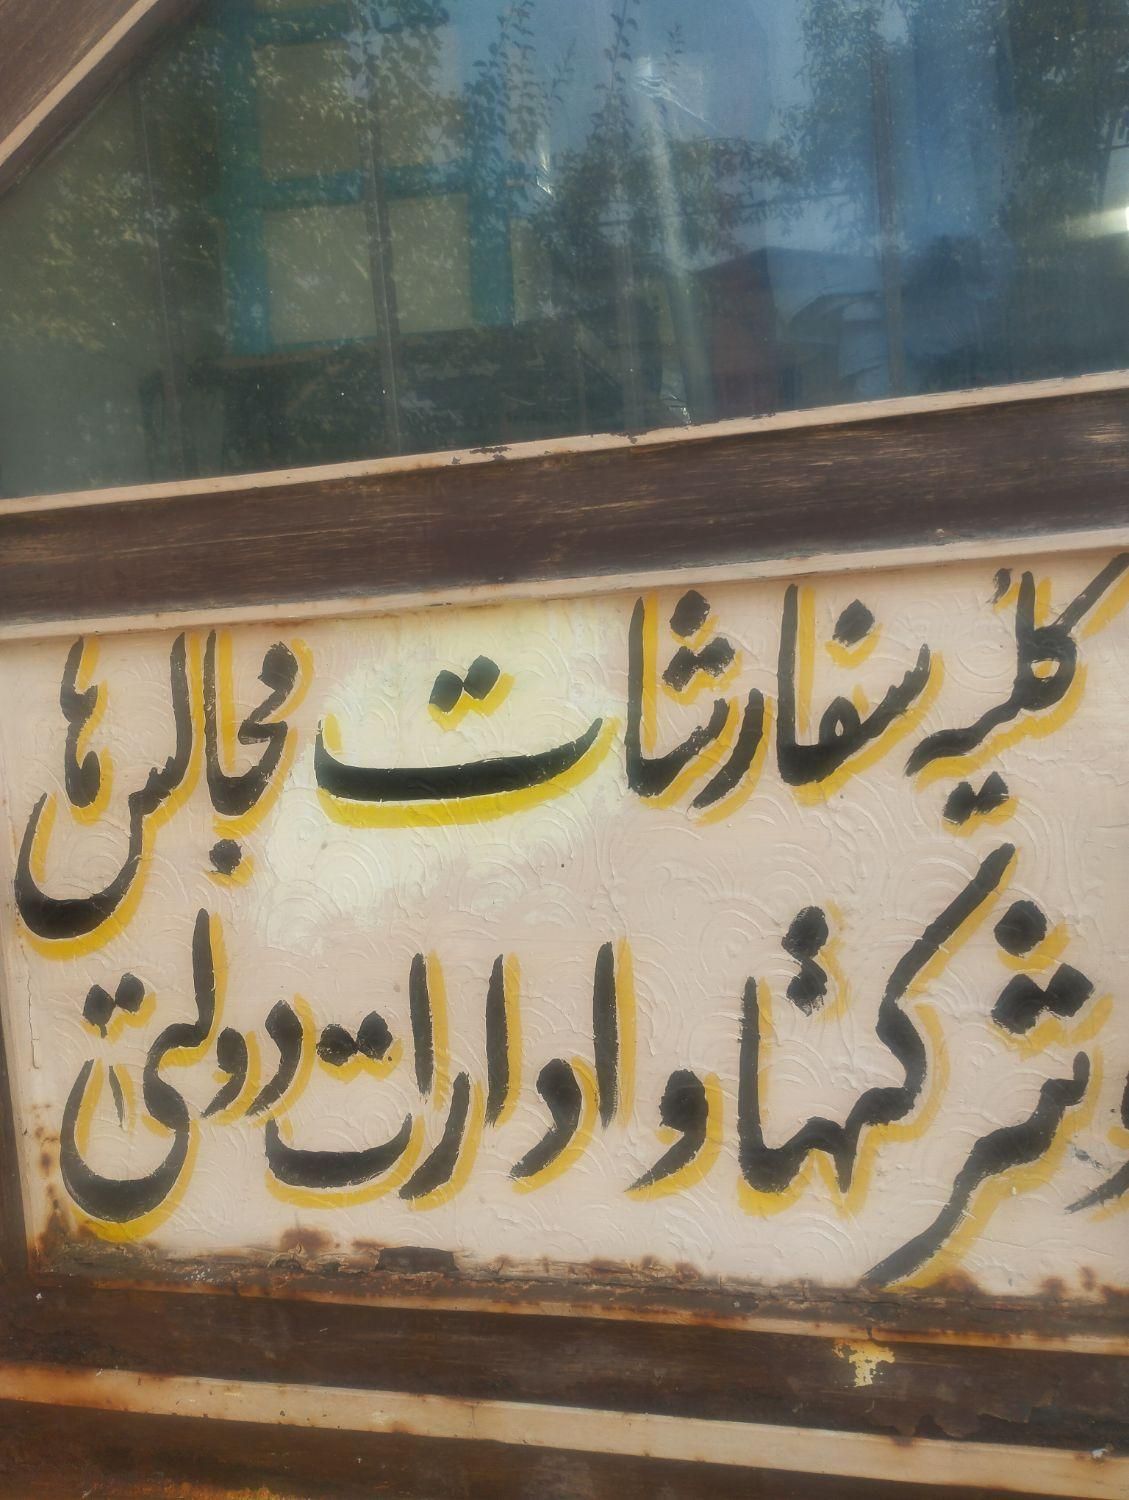 کلیه سفارشات مجالس ها
و شرکتها و ادارات دولتی